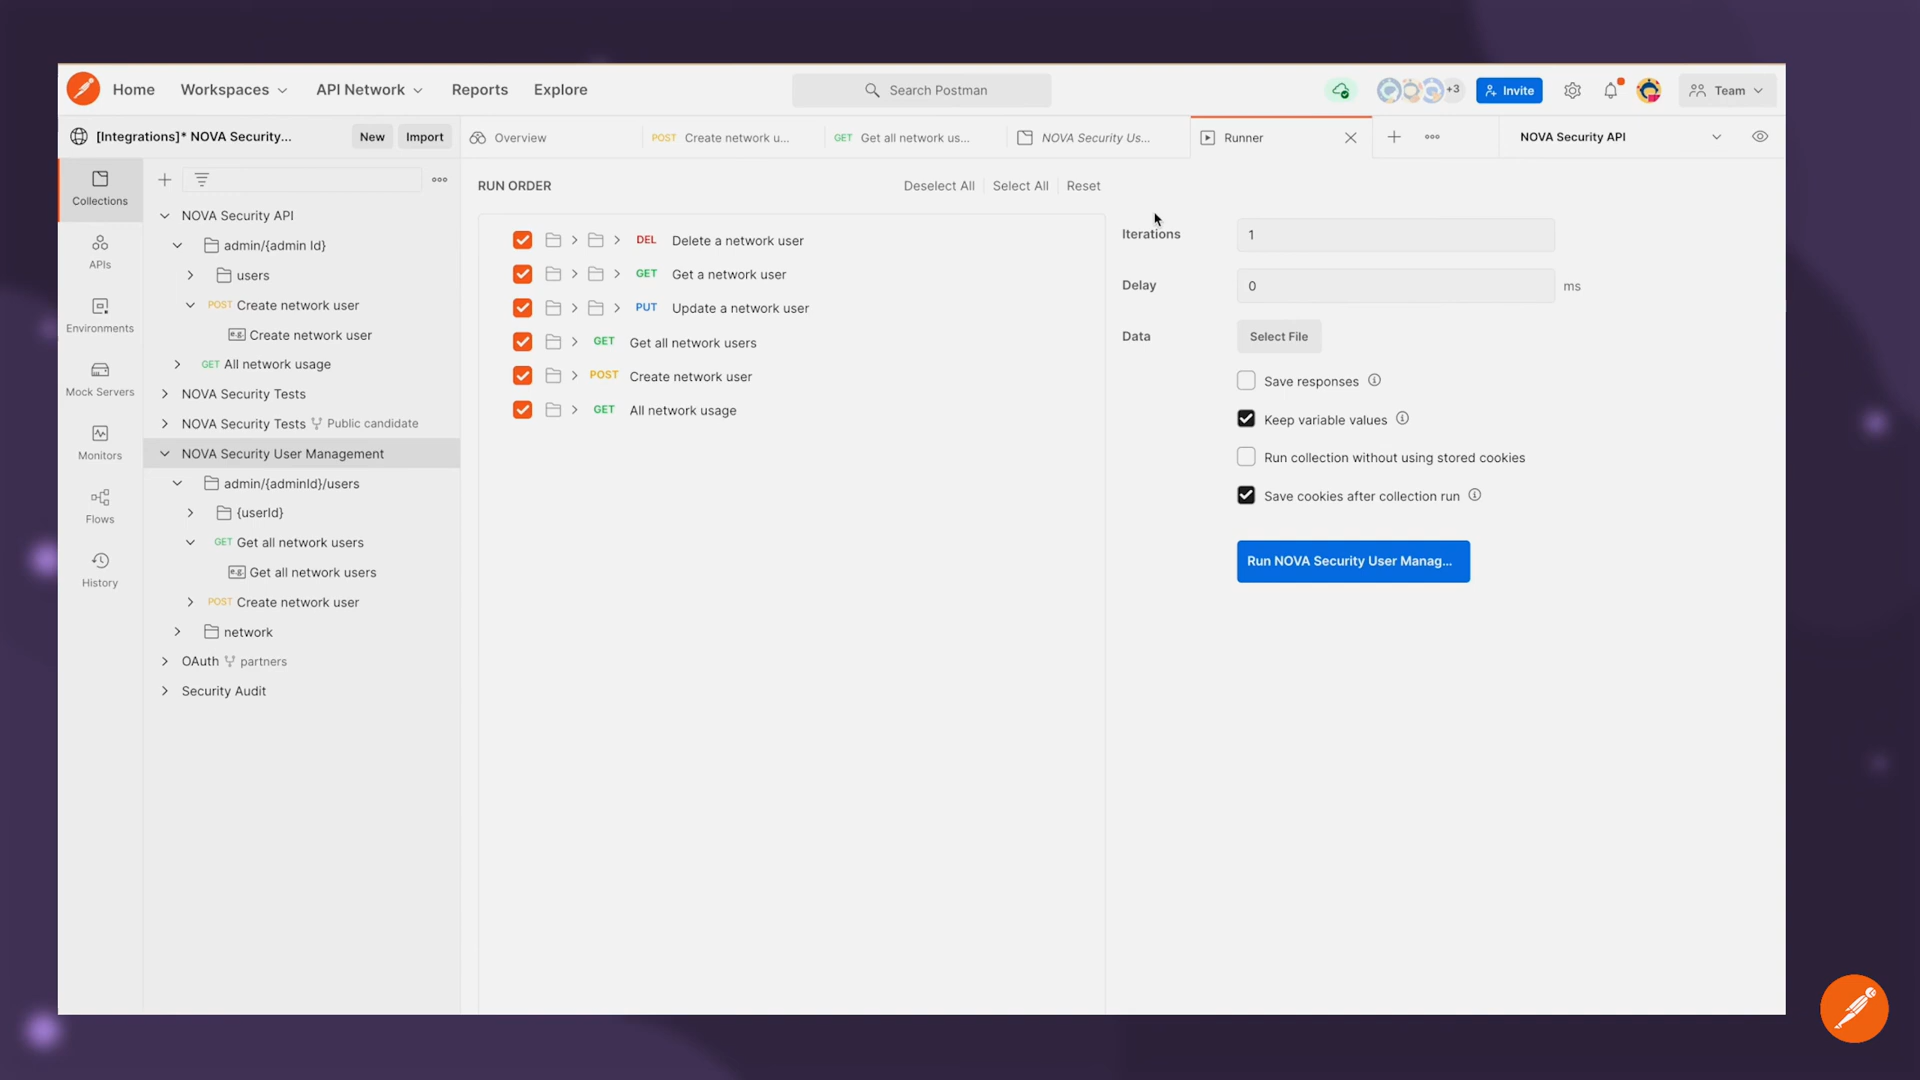 Home
Workspaces
API Network
Reports
Explore
Search Postman
+3
Invite
Team
[Integrations]* NOVA Security...
New
Import
Overview
POST Create network u...
GET Get all network us...
NOVA Security Us...
Runner
NOVA Security API
Collections
APIs
Environments
Mock Servers
Monitors
Flows
History
NOVA Security API
admin/{admin Id}
users
POST Create network user
e.g. Create network user
GET All network usage
NOVA Security Tests
NOVA Security Tests Public candidate
NOVA Security User Management
admin/{adminId}/users
{userId}
GET Get all network users
e.g. Get all network users
POST Create network user
network
OAuth partners
Security Audit
RUN ORDER
Deselect All
Select All
Reset
DEL Delete a network user
GET Get a network user
PUT Update a network user
GET Get all network users
POST Create network user
GET All network usage
Iterations 1
Delay 0 ms
Data Select File
Save responses
Keep variable values
Run collection without using stored cookies
Save cookies after collection run
Run NOVA Security User Manag...